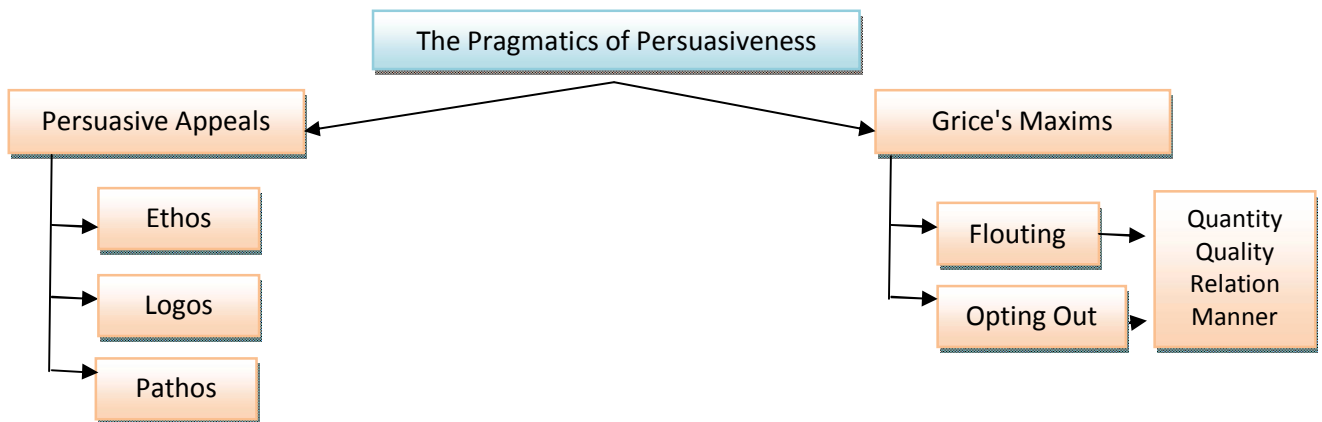 The Pragmatics of Persuasiveness
Persuasive Appeals
Ethos
Logos
Pathos
Grice's Maxims
Flouting
Opting Out
Quantity
Quality
Relation
Manner